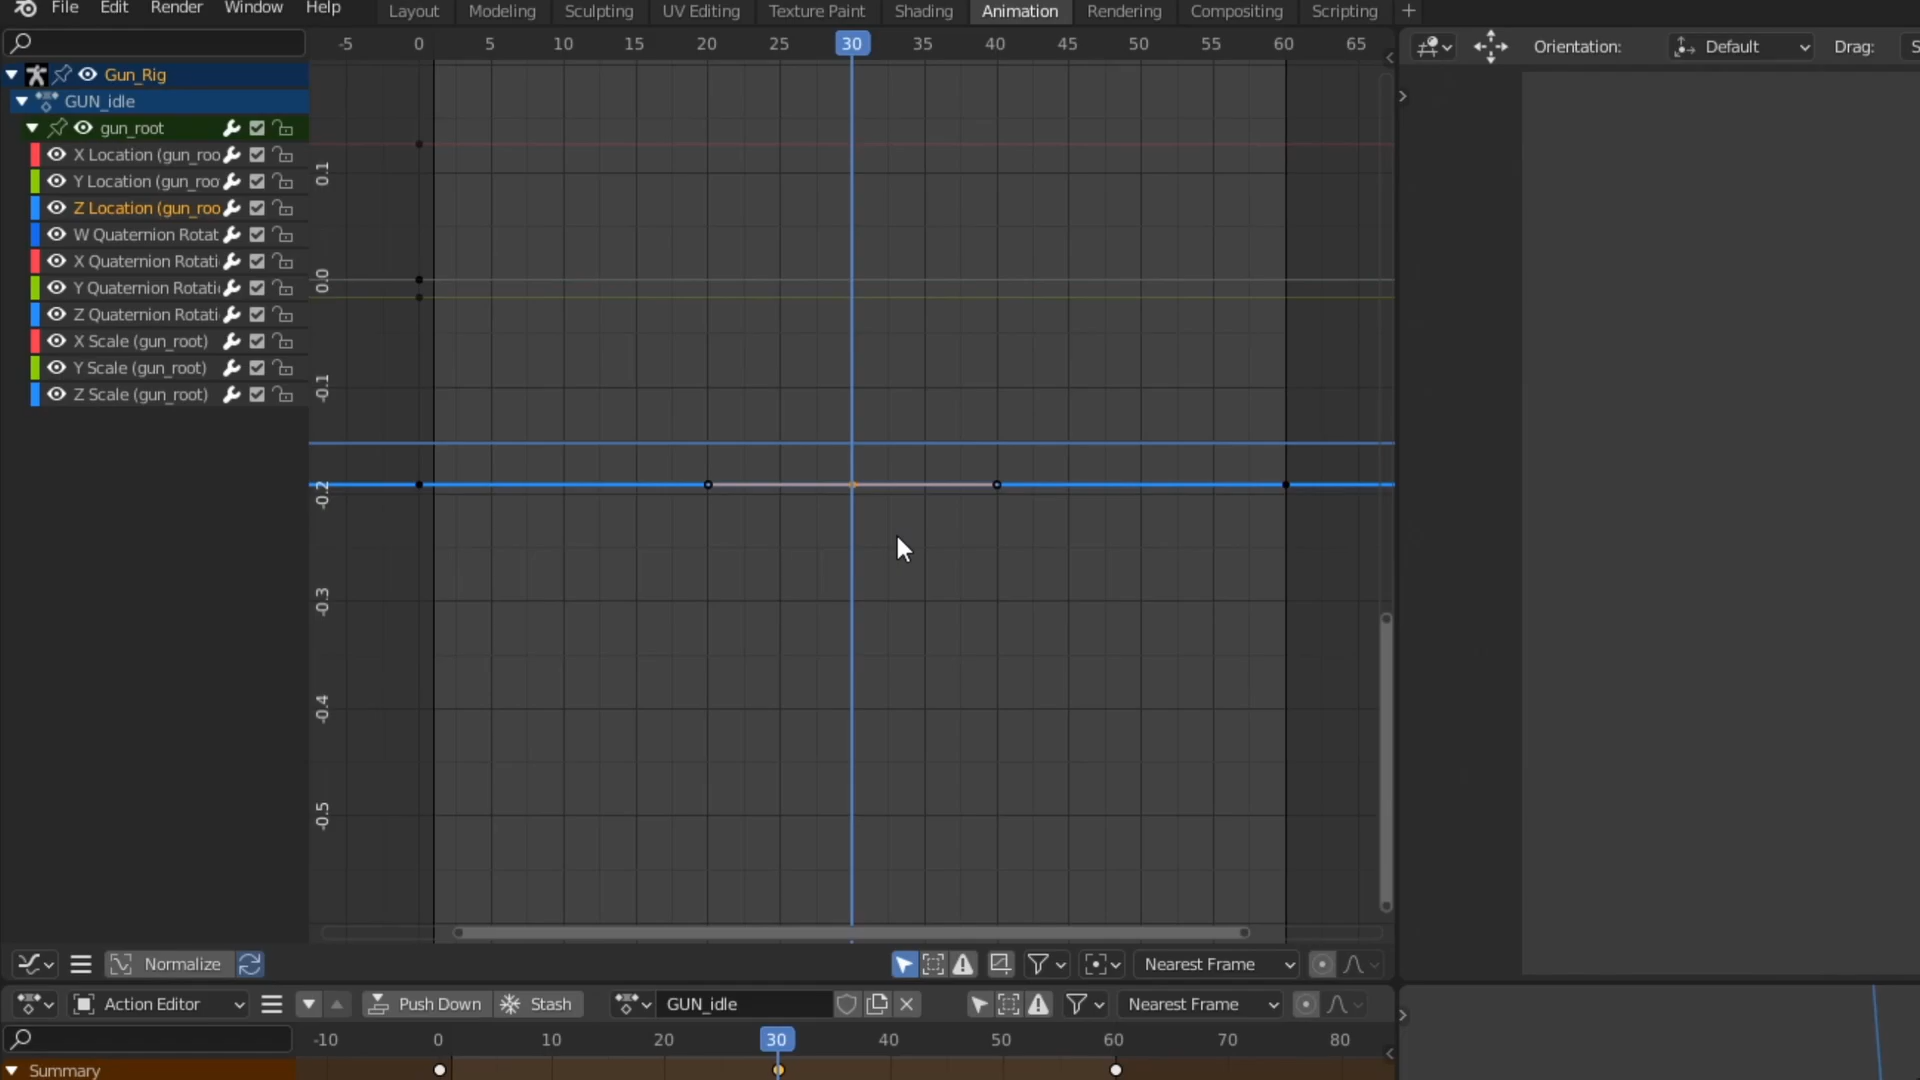 File Edit Render Window Help Layout Modeling Sculpting UV Editing Texture Paint Shading Animation Rendering Compositing Scripting +
-5 0 5 10 15 20 25 30 35 40 45 50 55 60 65
Orientation: Default Drag: S
Gun_Rig
GUN_idle
gun_root
X Location (gun_roo
Y Location (gun_roo
Z Location (gun_roo
W Quaternion Rotat
X Quaternion Rotati
Y Quaternion Rotati
Z Quaternion Rotati
X Scale (gun_root)
Y Scale (gun_root)
Z Scale (gun_root)
0.1
0.0
-0.1
-0.2
-0.3
-0.4
-0.5
Normalize Nearest Frame
Action Editor Push Down Stash GUN_idle Nearest Frame
-10 0 10 20 30 40 50 60 70 80
Summary